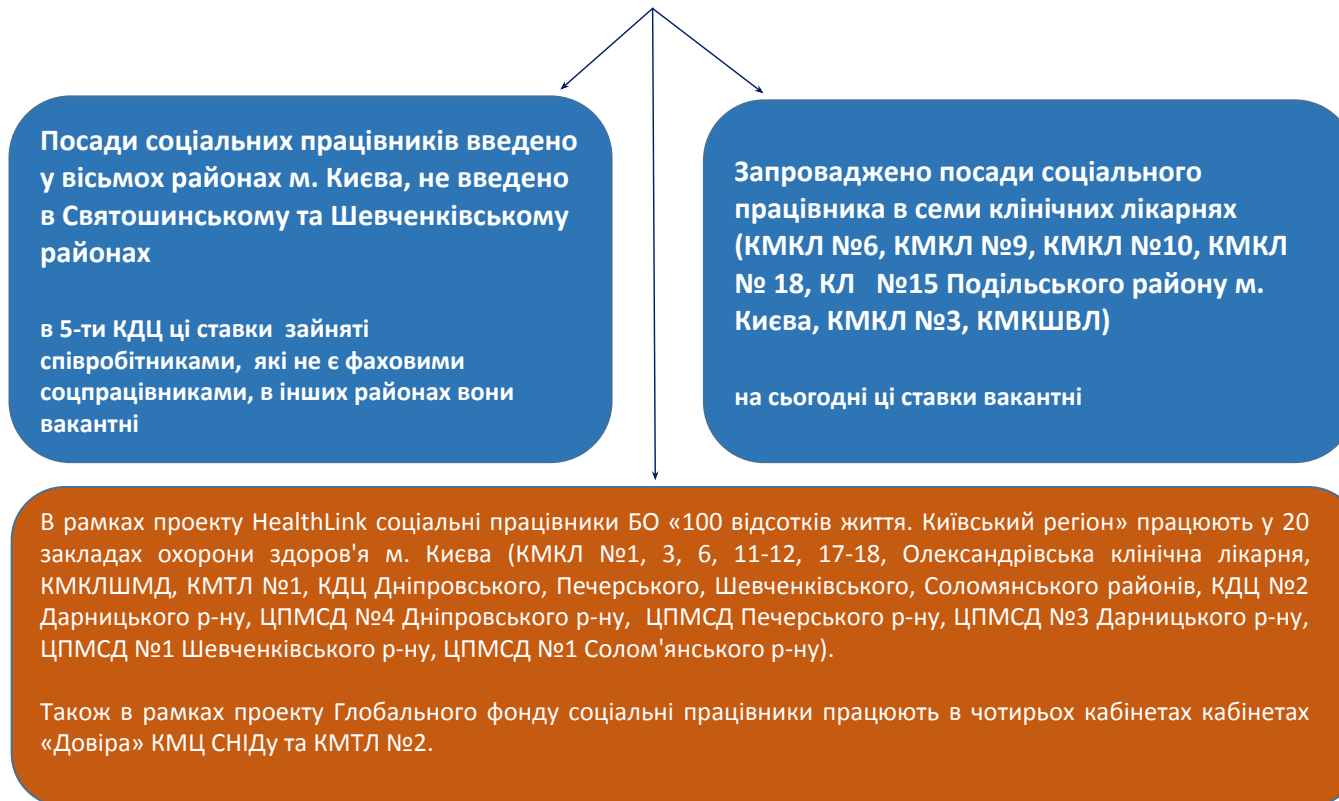 Посади соціальних працівників введено
у вісьмох районах м. Києва, не введено
в Святошинському та Шевченківському
районах
в 5-ти КДЦ ці ставки зайняті
співробітниками, які не є фаховими
соцпрацівниками, в інших районах вони
вакантні
Запроваджено посади соціального
працівника в семи клінічних лікарнях
(КМКЛ №6, КМКЛ №9, КМКЛ №10, КМКЛ
№ 18, КЛ №15 Подільського району м.
Києва, КМКЛ №3, КМКШВЛ)
на сьогодні ці ставки вакантні
В рамках проекту HealthLink соціальні працівники БО «100 відсотків життя. Київський регіон» працюють у 20
закладах охорони здоров'я м. Києва (КМКЛ №1, 3, 6, 11-12, 17-18, Олександрівська клінічна лікарня,
КМКЛШМД, КМТЛ №1, КДЦ Дніпровського, Печерського, Шевченківського, Соломянського районів, КДЦ №2
Дарницького р-ну, ЦПМСД №4 Дніпровського р-ну, ЦПМСД Печерського р-ну, ЦПМСД №3 Дарницького р-ну,
ЦПМСД №1 Шевченківського р-ну, ЦПМСД №1 Солом'янського р-ну).
Також в рамках проекту Глобального фонду соціальні працівники працюють в чотирьох кабінетах кабінетах
«Довіра» КМЦ СНІДу та КМТЛ №2.